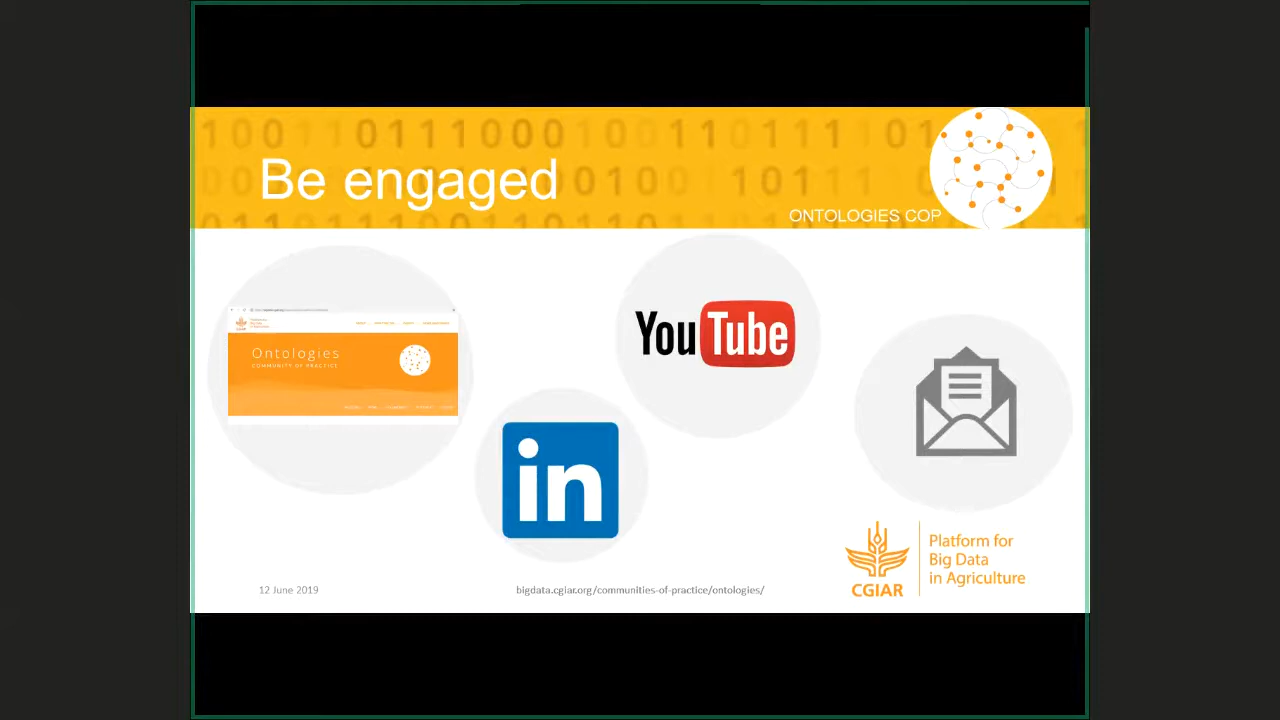 Be engaged
ONTOLOGIES COP
Ontologies
COMMUNITY OF PRACTICE
YouTube
in
Platform for
Big Data
in Agriculture
CGIAR
12 June 2019
bigdata.cgiar.org/communities-of-practice/ontologies/